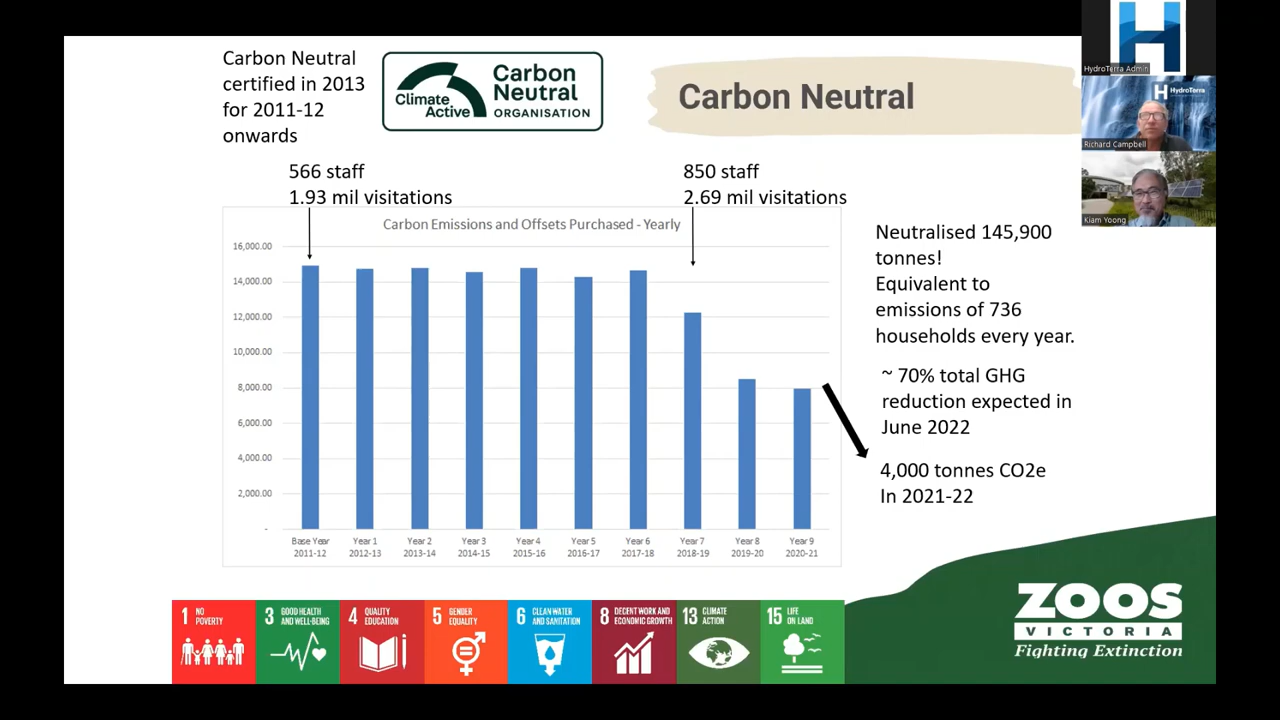 Carbon Neutral
certified in 2013
for 2011-12
onwards
Climate
Active
Carbon
Neutral
ORGANISATION
Carbon Neutral
HydroTerra Admin
HydroTerra
Richard Campbell
Kiam Yoong
566 staff
1.93 mil visitations
850 staff
2.69 mil visitations
Carbon Emissions and Offsets Purchased - Yearly
16,000.00
14,000.00
12,000.00
10,000.00
8,000.00
6,000.00
4,000.00
2,000.00
-
Base Year
2011-12
Year 1
2012-13
Year 2
2013-14
Year 3
2014-15
Year 4
2015-16
Year 5
2016-17
Year 6
2017-18
Year 7
2018-19
Year 8
2019-20
Year 9
2020-21
Neutralised 145,900
tonnes!
Equivalent to
emissions of 736
households every year.
~ 70% total GHG
reduction expected in
June 2022
4,000 tonnes CO2e
In 2021-22
1 NO
POVERTY
3 GOOD HEALTH
AND WELL-BEING
4 QUALITY
EDUCATION
5 GENDER
EQUALITY
6 CLEAN WATER
AND SANITATION
8 DECENT WORK AND
ECONOMIC GROWTH
13 CLIMATE
ACTION
15 LIFE
ON LAND
ZOOS
VICTORIA
Fighting Extinction